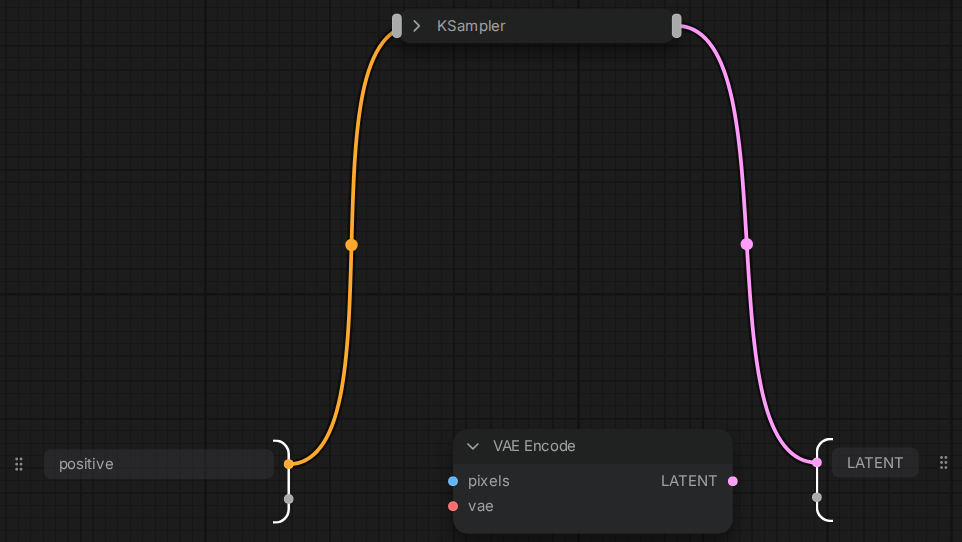 KSampler
positive
VAE Encode
pixels
LATENT
vae
LATENT